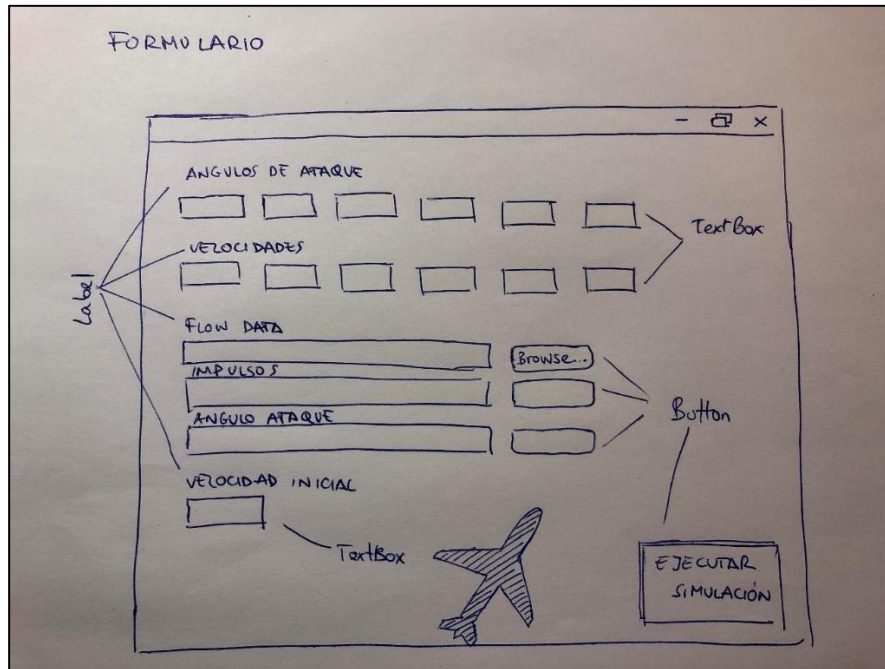 FORMULARIO
- X
ANGULOS DE ATAQUE
TextBox
VELOCIDADES
Label
FLOW DATA
Browse...
IMPULSOS
ANGULO ATAQUE
Button
VELOCIDAD INICIAL
TextBox
EJECUTAR
SIMULACIÓN